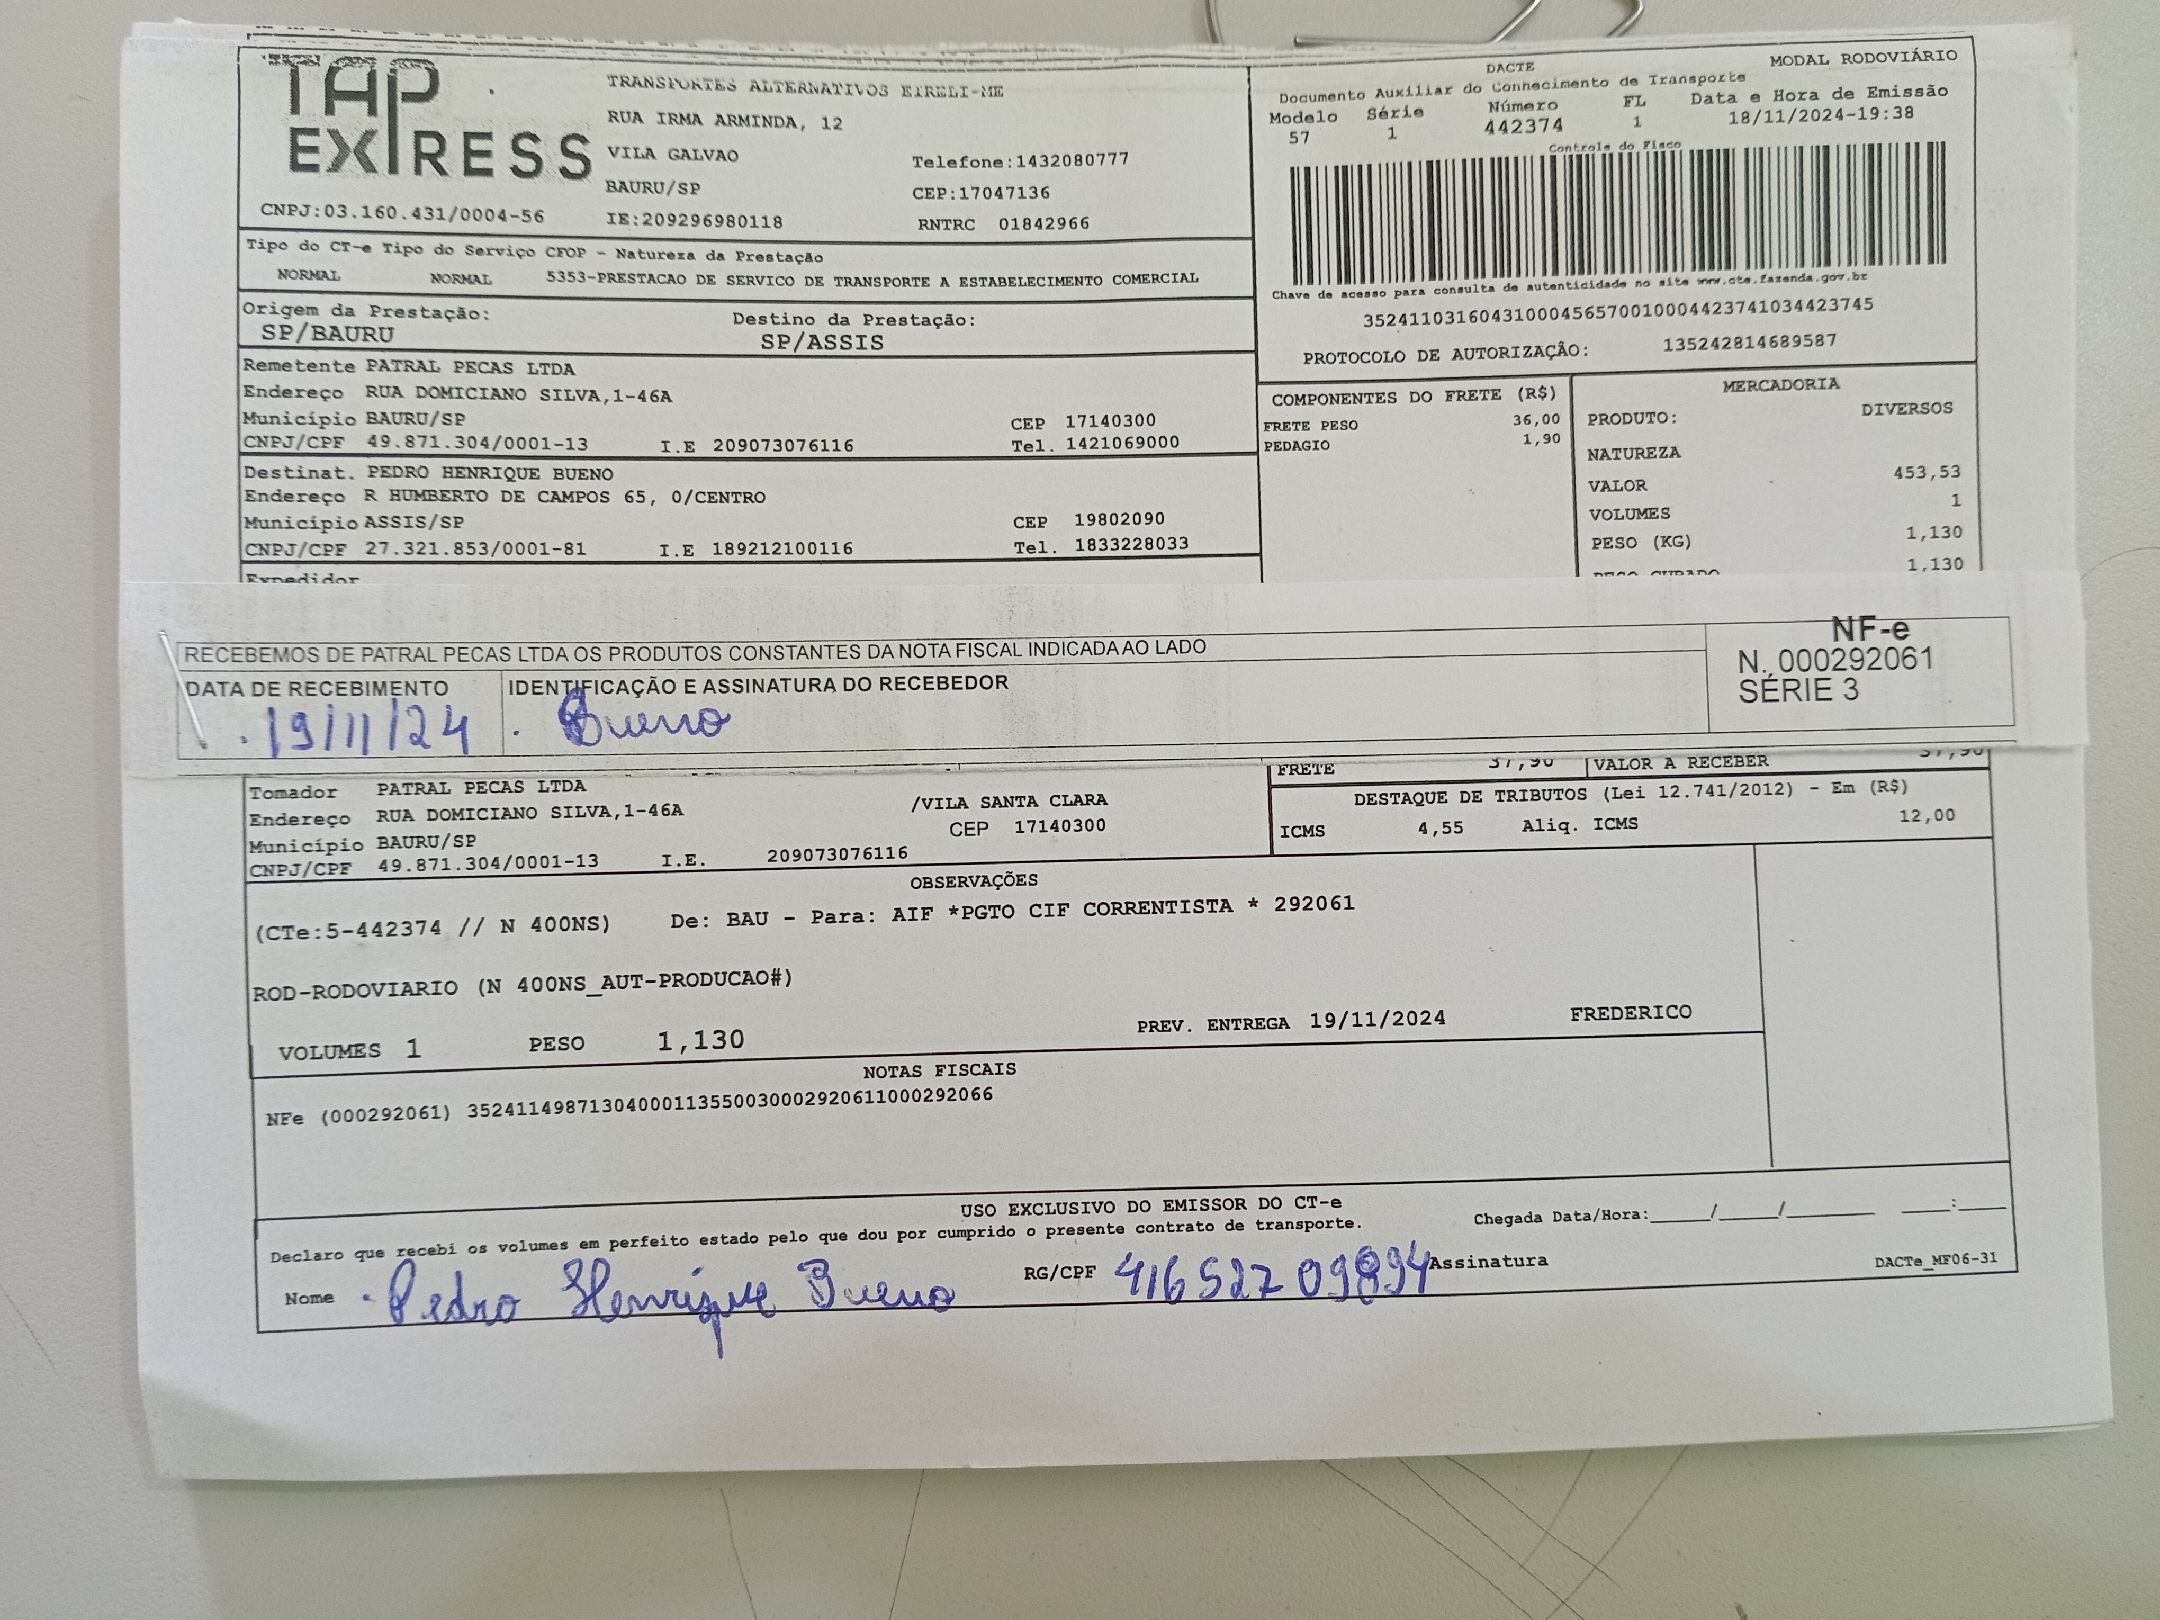 TAP
EXPRESS
CNPJ:03.160.431/0004-56
TRANSPORTES ALTERNATIVOS EIRELI-ME
RUA IRMA ARMINDA, 12
VILA GALVAO
Telefone:1432080777
BAURU/SP
CEP:17047136
IE:209296980118
RNTRC 01842966
DACTE
MODAL RODOVIÁRIO
Documento Auxiliar do Conhecimento de Transporte
Modelo Série Número FL Data e Hora de Emissão
57 1 442374 1 18/11/2024-19:38
Controle do Fisco
Chave de acesso para consulta de autenticidade no site www.cte.fazenda.gov.br
35241103160431000456570010004423741034423745
PROTOCOLO DE AUTORIZAÇÃO: 135242814689587
Tipo do CT-e Tipo do Serviço CFOP - Natureza da Prestação
NORMAL NORMAL 5353-PRESTACAO DE SERVICO DE TRANSPORTE A ESTABELECIMENTO COMERCIAL
Origem da Prestação:
SP/BAURU
Destino da Prestação:
SP/ASSIS
Remetente PATRAL PECAS LTDA
Endereço RUA DOMICIANO SILVA,1-46A
Município BAURU/SP CEP 17140300
CNPJ/CPF 49.871.304/0001-13 I.E 209073076116 Tel. 1421069000
Destinat. PEDRO HENRIQUE BUENO
Endereço R HUMBERTO DE CAMPOS 65, 0/CENTRO
Município ASSIS/SP CEP 19802090
CNPJ/CPF 27.321.853/0001-81 I.E 189212100116 Tel. 1833228033
Expedidor
COMPONENTES DO FRETE (R$)
FRETE PESO 36,00
PEDAGIO 1,90
MERCADORIA
PRODUTO: DIVERSOS
NATUREZA
VALOR 453,53
VOLUMES 1
PESO (KG) 1,130
PESO CUBADO 1,130
RECEBEMOS DE PATRAL PECAS LTDA OS PRODUTOS CONSTANTES DA NOTA FISCAL INDICADA AO LADO
DATA DE RECEBIMENTO
19/11/24
IDENTIFICAÇÃO E ASSINATURA DO RECEBEDOR
Bueno
NF-e
N. 000292061
SÉRIE 3
Tomador PATRAL PECAS LTDA
Endereço RUA DOMICIANO SILVA,1-46A /VILA SANTA CLARA
Município BAURU/SP CEP 17140300
CNPJ/CPF 49.871.304/0001-13 I.E. 209073076116
FRETE 37,90 VALOR A RECEBER 37,90
DESTAQUE DE TRIBUTOS (Lei 12.741/2012) - Em (R$)
ICMS 4,55 Aliq. ICMS 12,00
OBSERVAÇÕES
(CTe:5-442374 // N 400NS) De: BAU - Para: AIF *PGTO CIF CORRENTISTA * 292061
ROD-RODOVIARIO (N 400NS_AUT-PRODUCAO#)
VOLUMES 1 PESO 1,130 PREV. ENTREGA 19/11/2024 FREDERICO
NOTAS FISCAIS
NFe (000292061) 35241149871304000113550030002920611000292066
USO EXCLUSIVO DO EMISSOR DO CT-e
Declaro que recebi os volumes em perfeito estado pelo que dou por cumprido o presente contrato de transporte.
Chegada Data/Hora:_____/_____/_______ ____:____
Nome Pedro Henrique Bueno RG/CPF 41652709894 Assinatura
DACTe_MF06-31